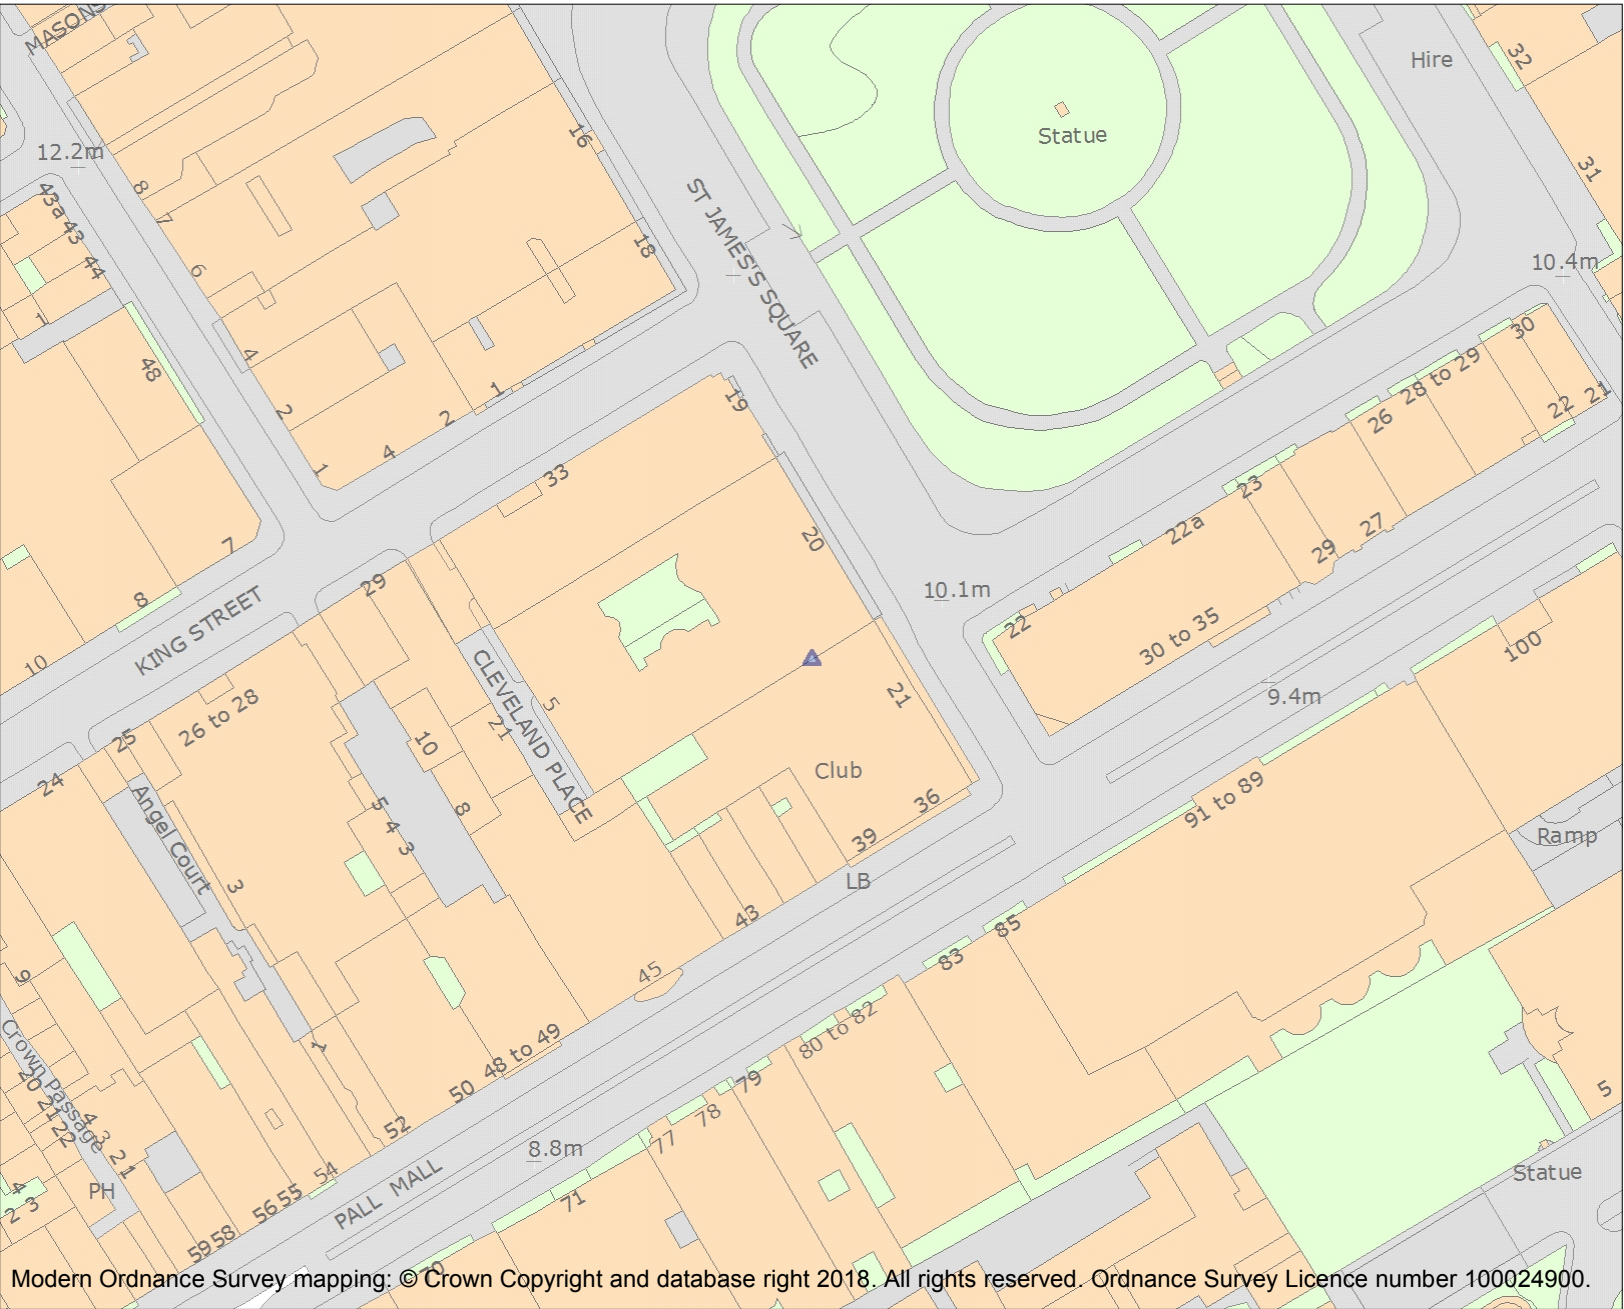 MASONS
Hire
32
Statue
12.2m
16
31
8
43a
43
7
ST JAMES'S SQUARE
18
44
6
10.4m
1
30
4
48
28 to 29
1
19
21
22
2
2
26
4
1
33
23
22a
27
20
29
7
29
10.1m
8
22
30 to 35
100
KING STREET
10
9.4m
21
5
26 to 28
CLEVELAND PLACE
21
25
10
24
Club
91 to 89
36
5
8
4
3
39
Ramp
Angel Court
LB
3
43
85
83
45
9
80 to 82
48 to 49
1
Crown Passage
79
50
20
21
22
4
3
2
1
78
77
52
8.8m
5
Statue
54
PH
PALL MALL
4
3
2
71
55
56
58
59
70
Modern Ordnance Survey mapping: © Crown Copyright and database right 2018. All rights reserved. Ordnance Survey Licence number 100024900.